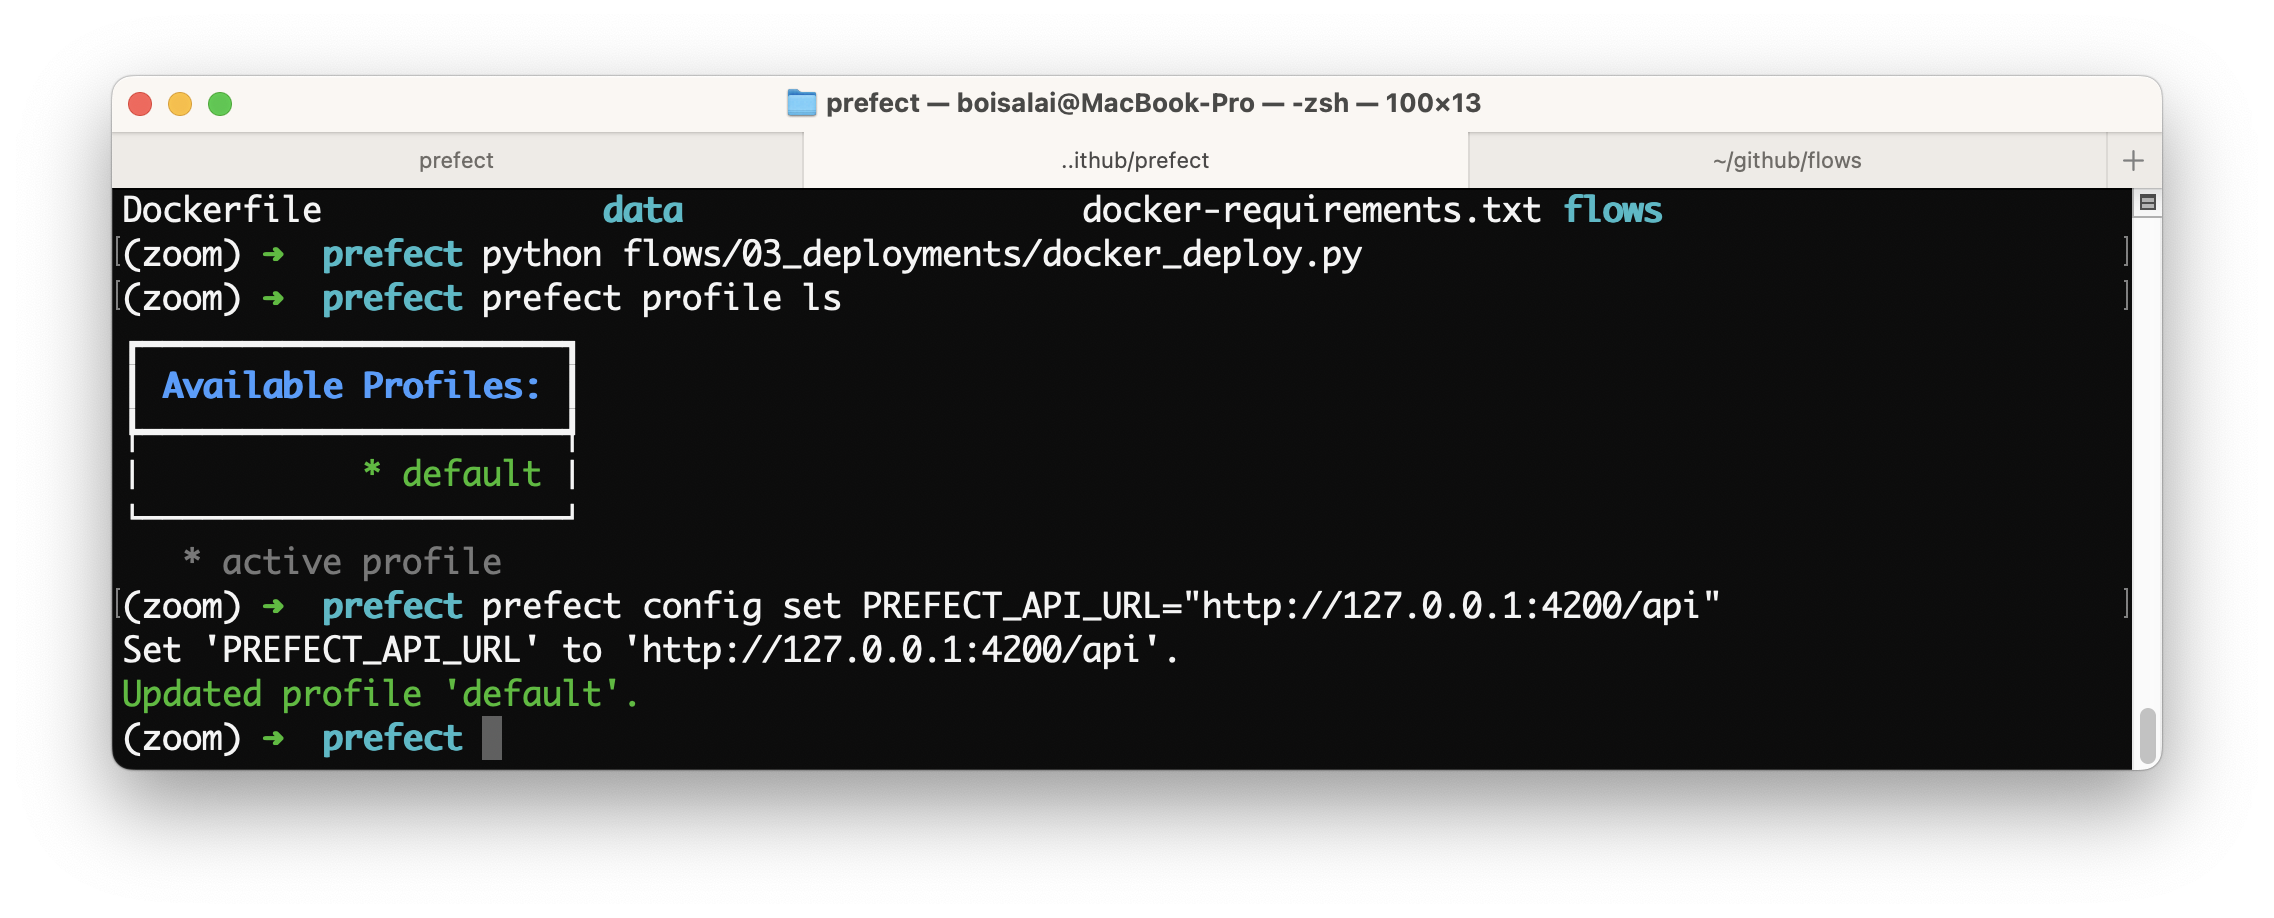 prefect — boisalai@MacBook-Pro — -zsh — 100×13
prefect ..ithub/prefect ~/github/flows +
Dockerfile data docker-requirements.txt flows
(zoom) ➜ prefect python flows/03_deployments/docker_deploy.py
(zoom) ➜ prefect prefect profile ls
Available Profiles:
* default
* active profile
(zoom) ➜ prefect prefect config set PREFECT_API_URL="http://127.0.0.1:4200/api"
Set 'PREFECT_API_URL' to 'http://127.0.0.1:4200/api'.
Updated profile 'default'.
(zoom) ➜ prefect